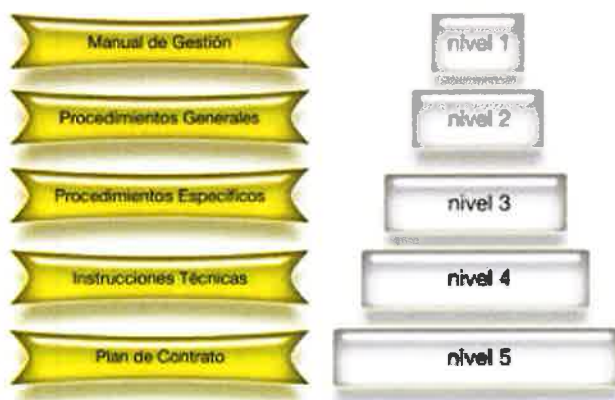 Manual de Gestión nivel 1
Procedimientos Generales nivel 2
Procedimientos Específicos nivel 3
Instrucciones Técnicas nivel 4
Plan de Contrato nivel 5